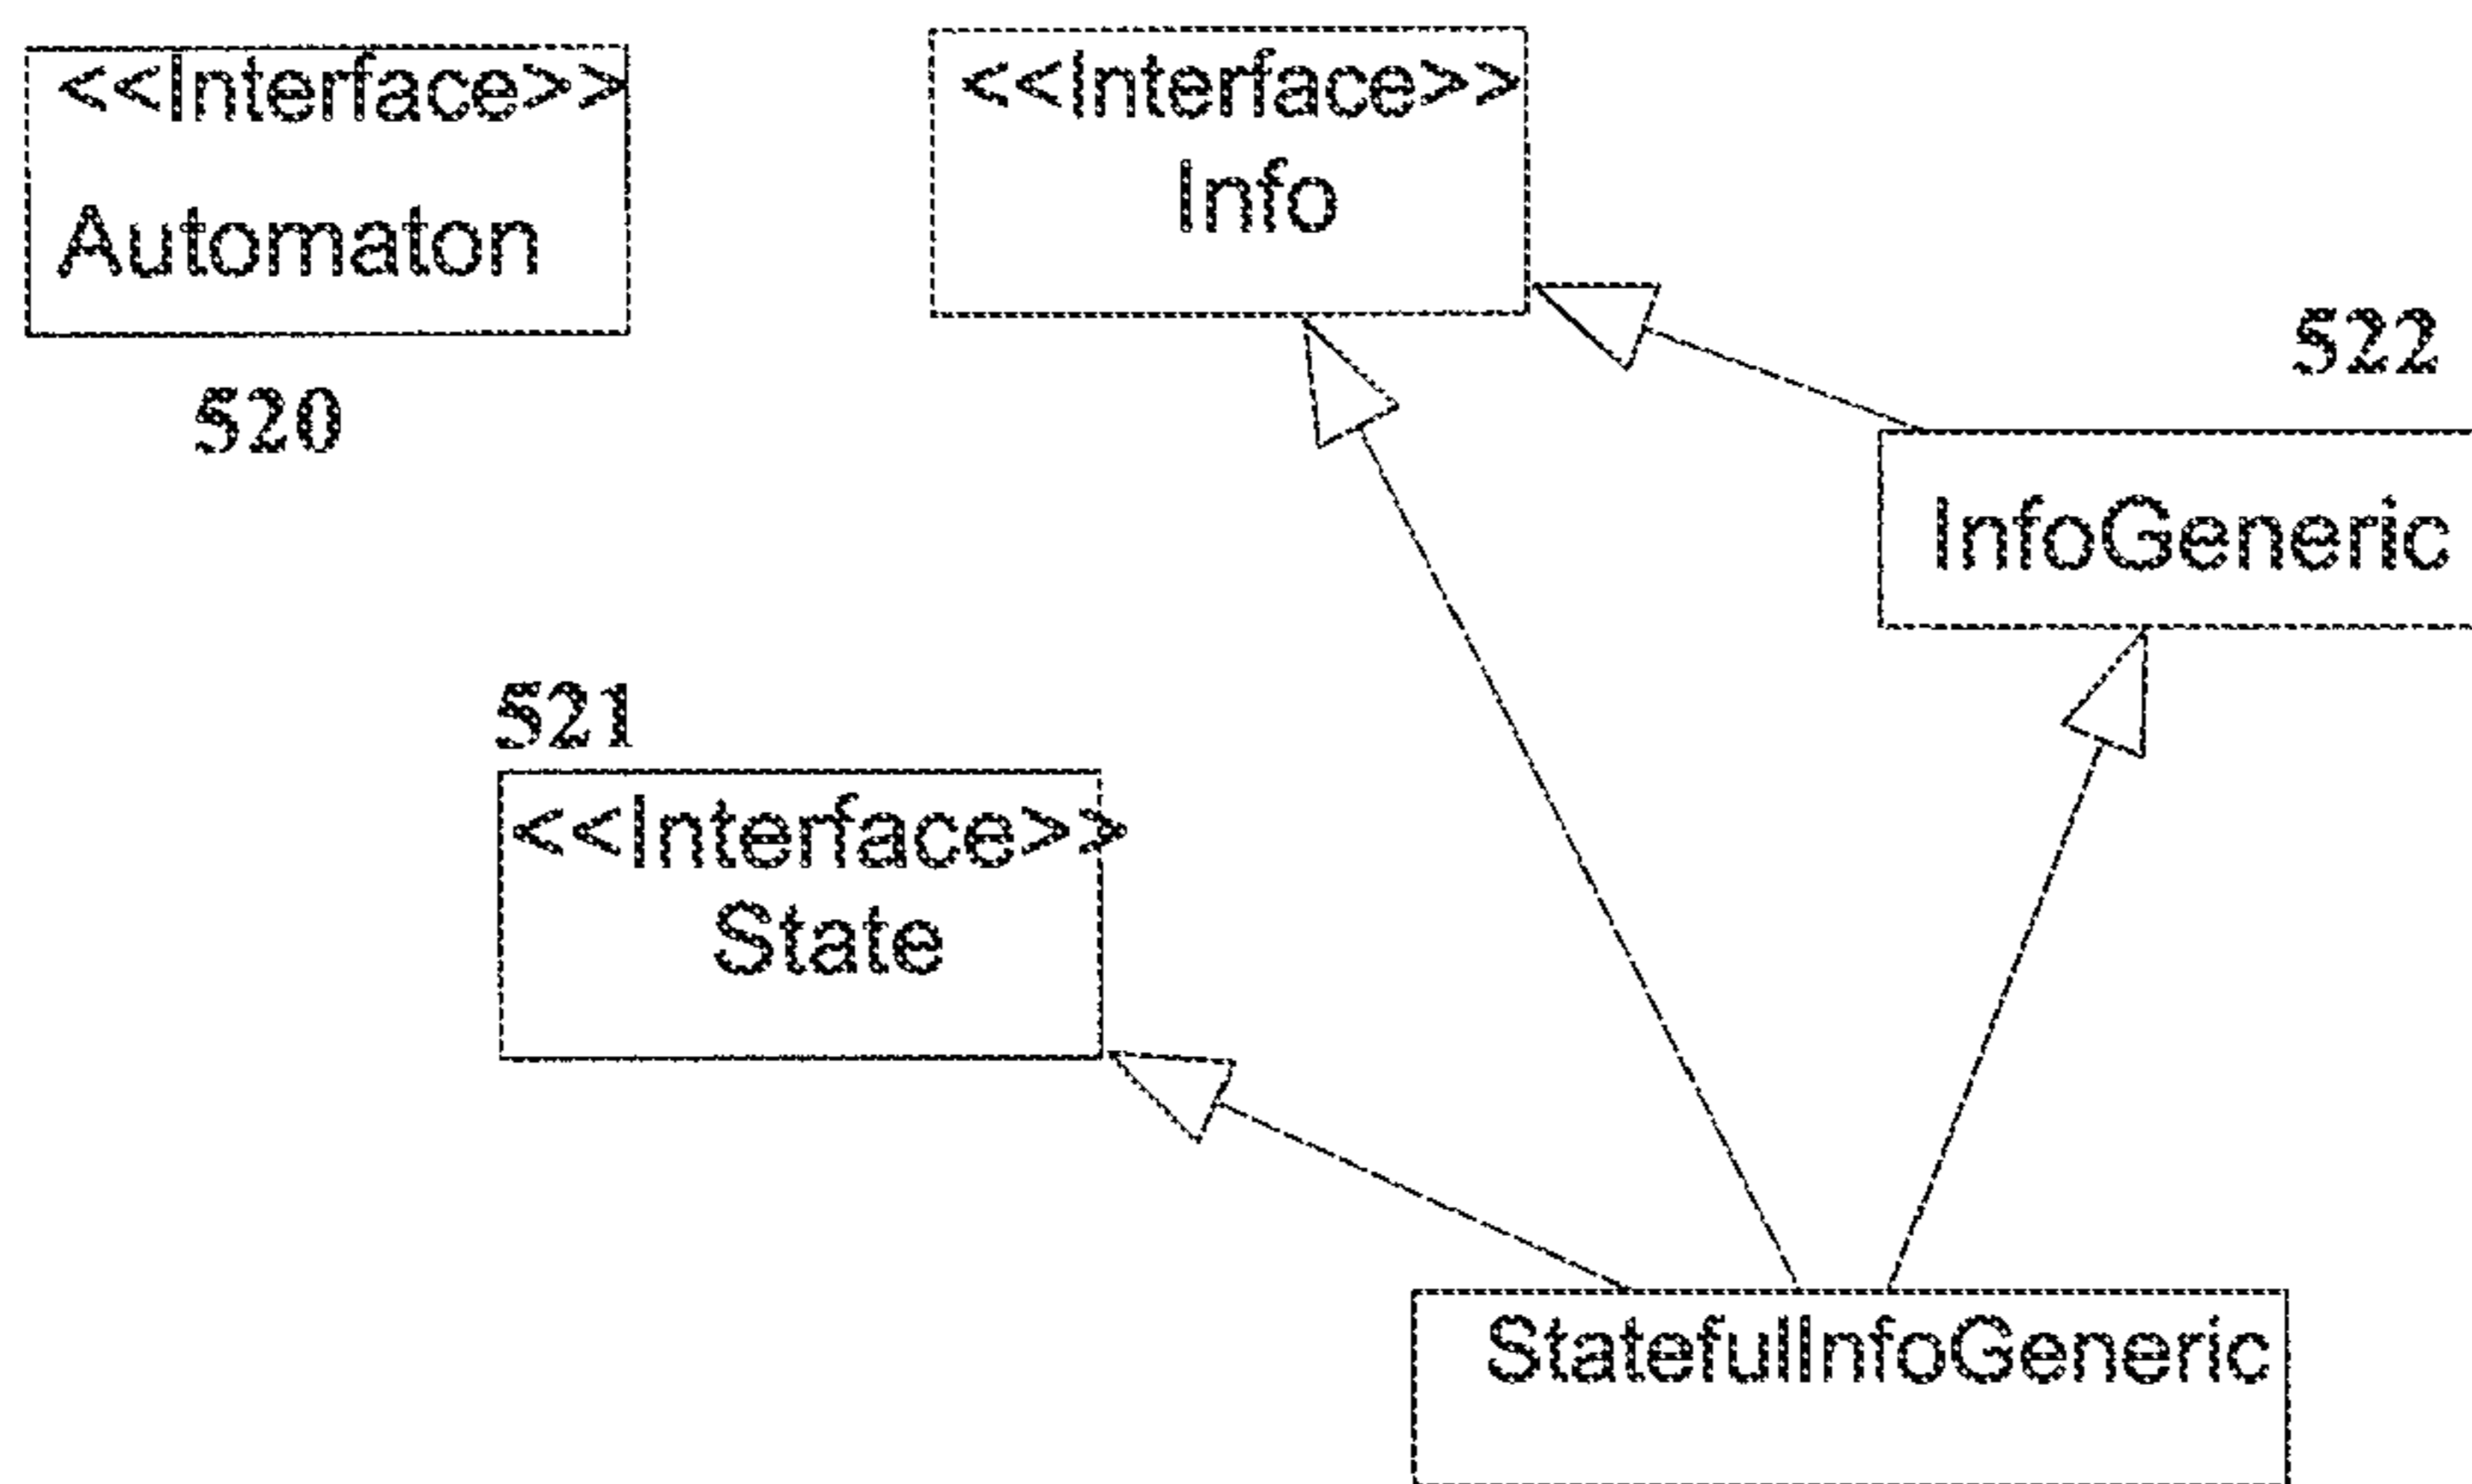 <<Interface>>
Automaton
520
<<Interface>>
Info
522
InfoGeneric
521
<<Interface>>
State
StatefulInfoGeneric